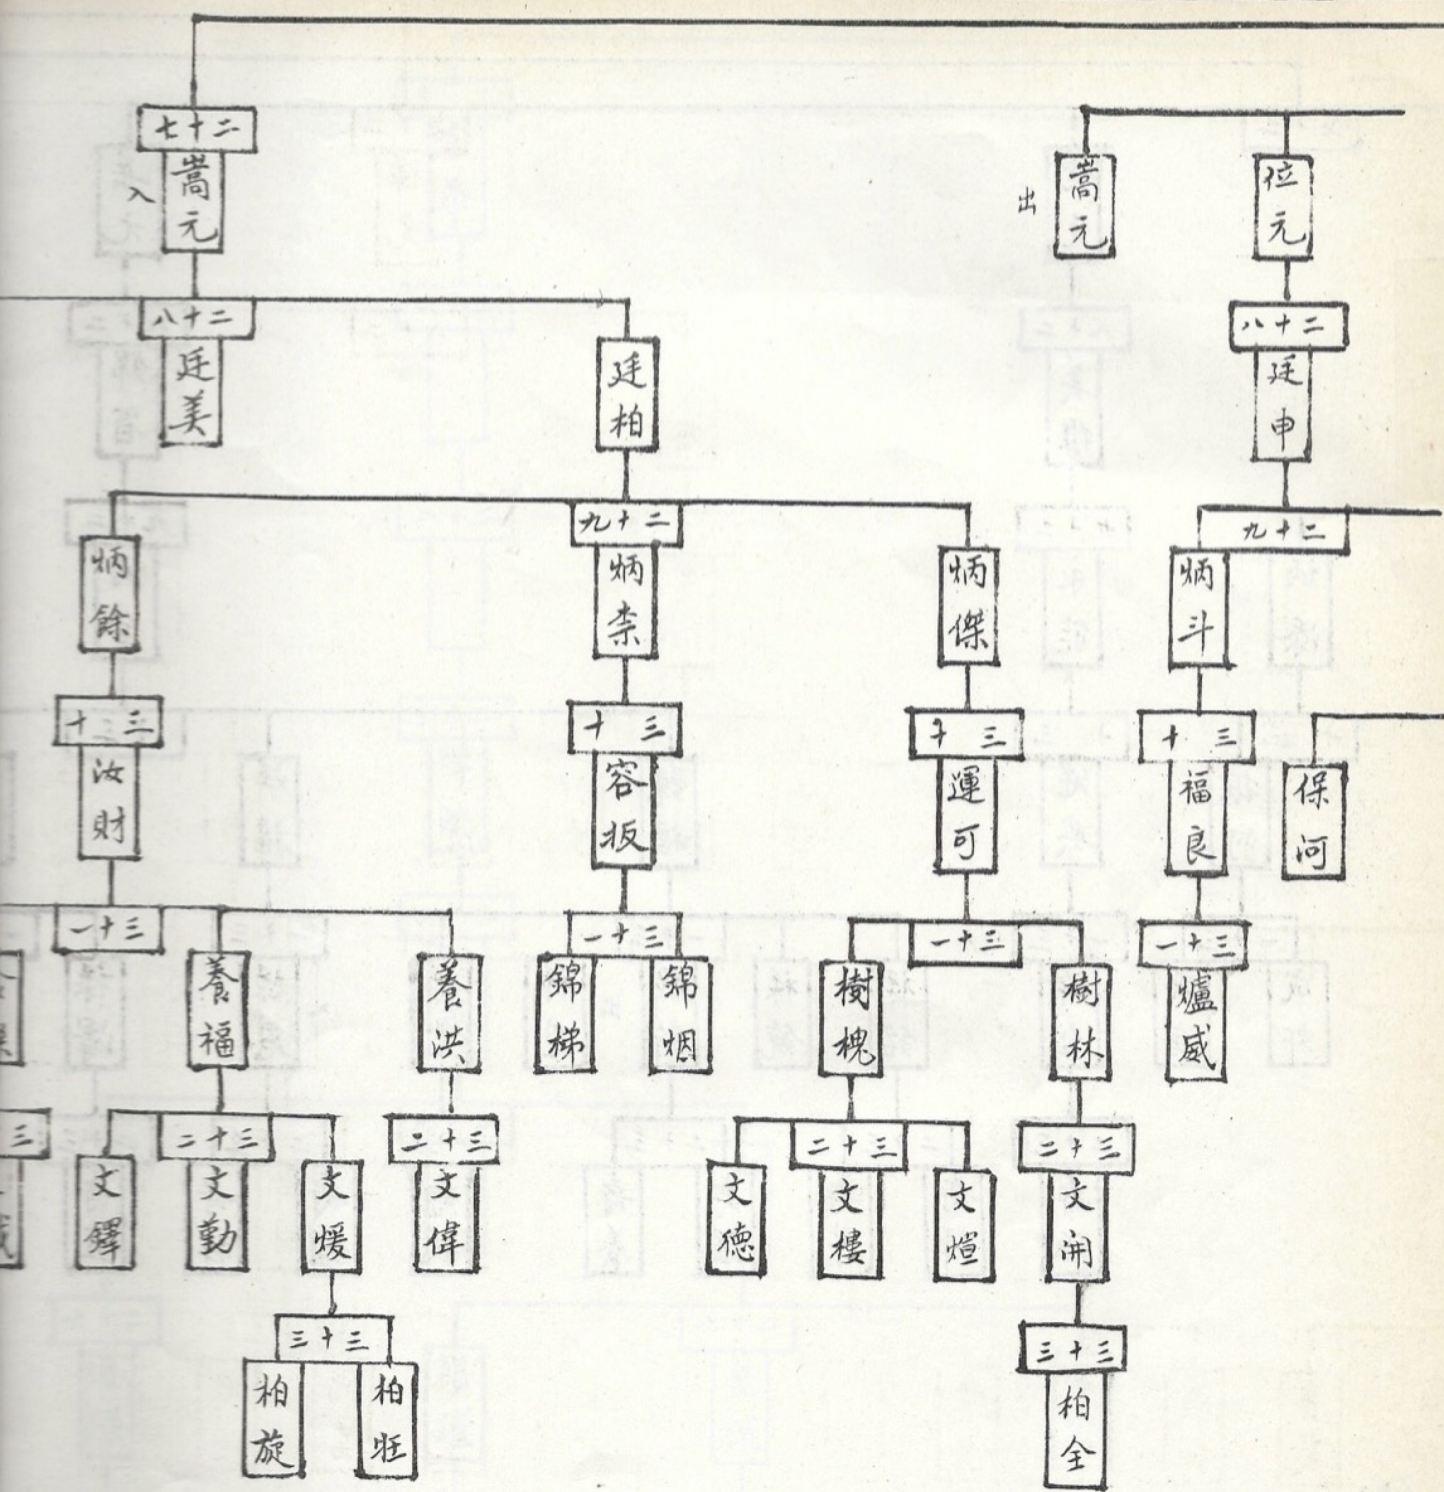 二十七
嵩元
入
嵩元
出
位元
二十八
廷美
廷柏
二十八
廷申
二十九
炳餘
炳柰
炳傑
二十九
炳斗
三十
汝財
三十
容板
三十
運可
三十
福良
保河
三十一
養福
養洪
三十一
錦梯
錦烟
三十一
樹槐
樹林
三十一
爐威
三十二
文鐸
文勤
文煖
三十二
文偉
三十二
文德
文樓
文煊
三十二
文開
三十三
柏旋
三十三
柏全